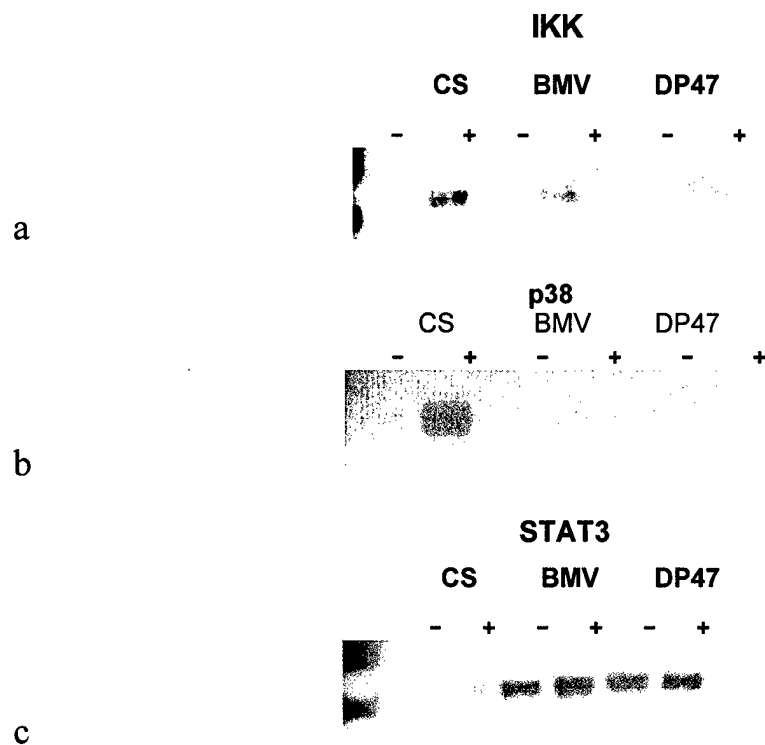 IKK
CS BMV DP47
− + − + − +
a
p38
CS BMV DP47
− + − + − +
b
STAT3
CS BMV DP47
− + − + − +
c